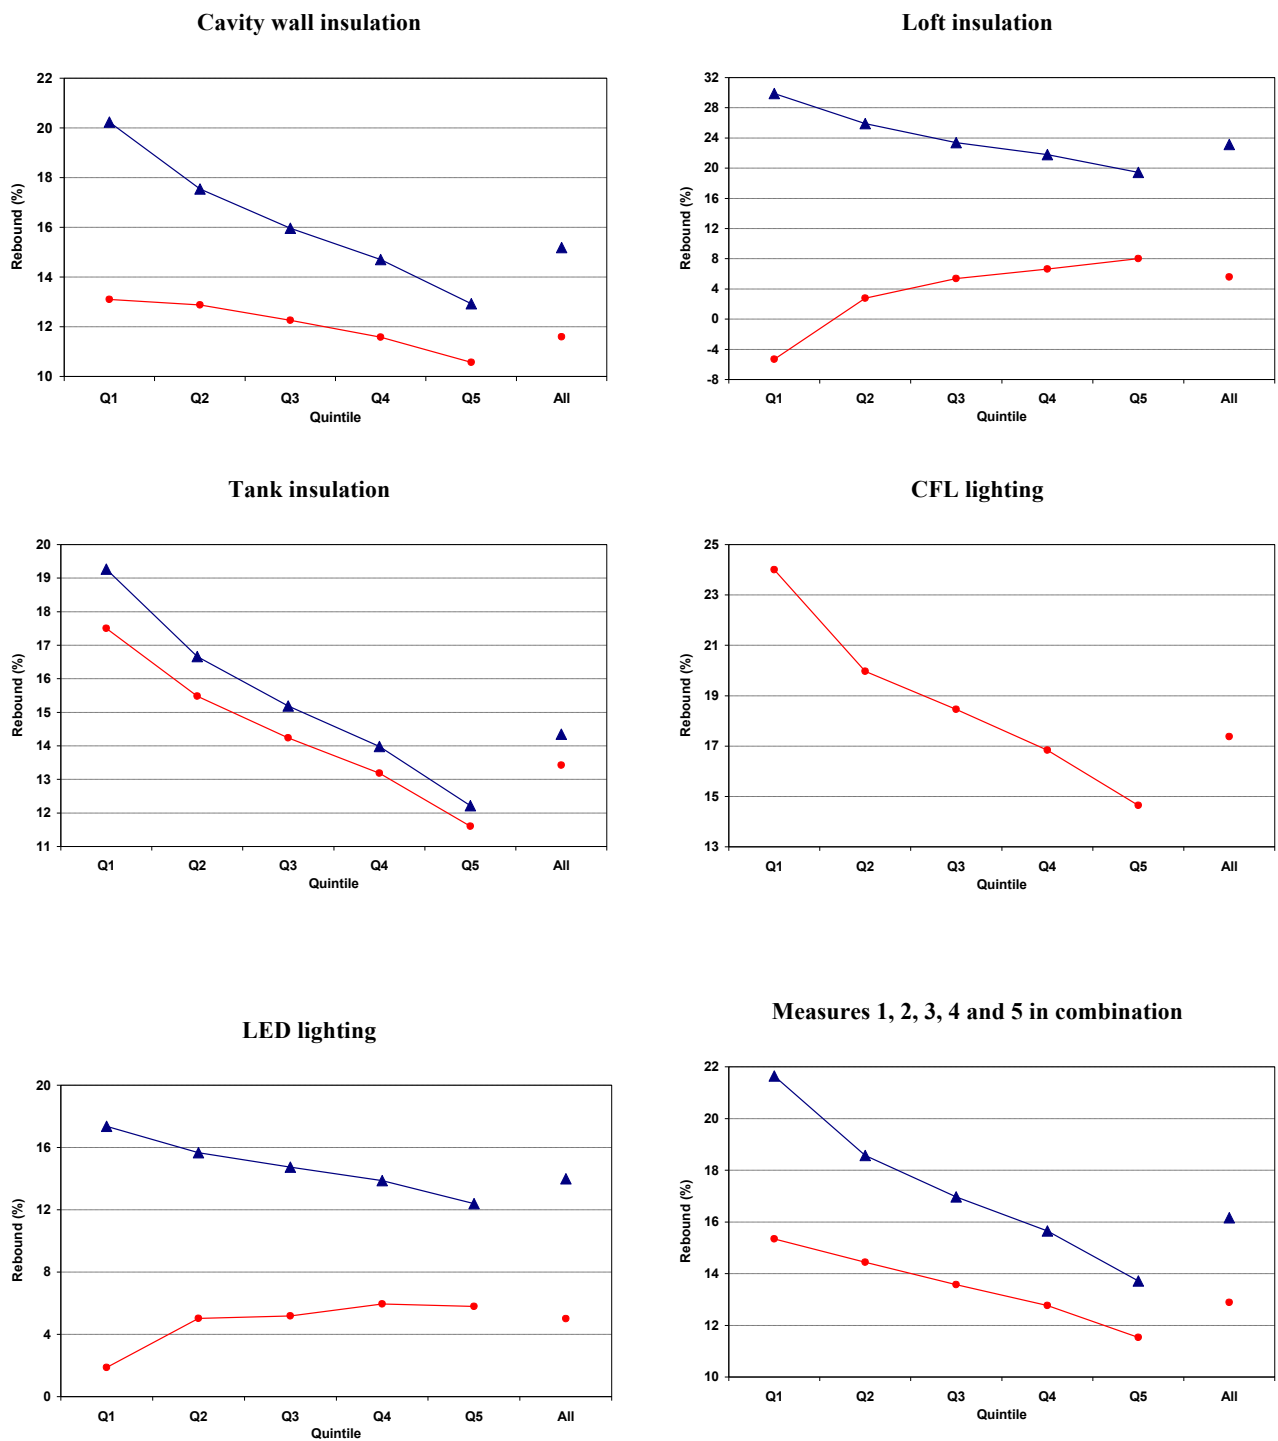 Cavity wall insulation
Rebound (%)
22
20
18
16
14
12
10
Q1 Q2 Q3 Q4 Q5 All
Quintile
Loft insulation
Rebound (%)
32
28
24
20
16
12
8
4
0
-4
-8
Q1 Q2 Q3 Q4 Q5 All
Quintile
Tank insulation
Rebound (%)
20
19
18
17
16
15
14
13
12
11
Q1 Q2 Q3 Q4 Q5 All
Quintile
CFL lighting
Rebound (%)
25
23
21
19
17
15
13
Q1 Q2 Q3 Q4 Q5 All
Quintile
LED lighting
Rebound (%)
20
16
12
8
4
0
Q1 Q2 Q3 Q4 Q5 All
Quintile
Measures 1, 2, 3, 4 and 5 in combination
Rebound (%)
22
20
18
16
14
12
10
Q1 Q2 Q3 Q4 Q5 All
Quintile